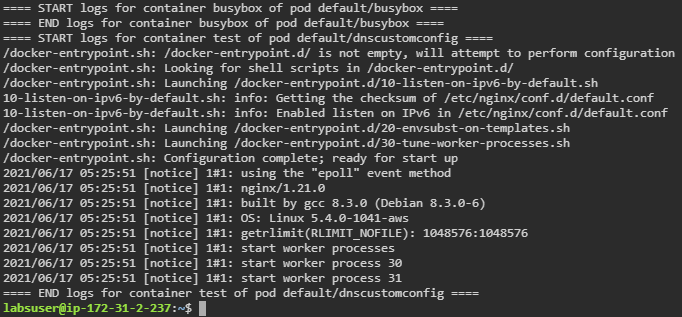 ==== START logs for container busybox of pod default/busybox ====
==== END logs for container busybox of pod default/busybox ====
==== START logs for container test of pod default/dnscustomconfig ====
/docker-entrypoint.sh: /docker-entrypoint.d/ is not empty, will attempt to perform configuration
/docker-entrypoint.sh: Looking for shell scripts in /docker-entrypoint.d/
/docker-entrypoint.sh: Launching /docker-entrypoint.d/10-listen-on-ipv6-by-default.sh
10-listen-on-ipv6-by-default.sh: info: Getting the checksum of /etc/nginx/conf.d/default.conf
10-listen-on-ipv6-by-default.sh: info: Enabled listen on IPv6 in /etc/nginx/conf.d/default.conf
/docker-entrypoint.sh: Launching /docker-entrypoint.d/20-envsubst-on-templates.sh
/docker-entrypoint.sh: Launching /docker-entrypoint.d/30-tune-worker-processes.sh
/docker-entrypoint.sh: Configuration complete; ready for start up
2021/06/17 05:25:51 [notice] 1#1: using the "epoll" event method
2021/06/17 05:25:51 [notice] 1#1: nginx/1.21.0
2021/06/17 05:25:51 [notice] 1#1: built by gcc 8.3.0 (Debian 8.3.0-6)
2021/06/17 05:25:51 [notice] 1#1: OS: Linux 5.4.0-1041-aws
2021/06/17 05:25:51 [notice] 1#1: getrlimit(RLIMIT_NOFILE): 1048576:1048576
2021/06/17 05:25:51 [notice] 1#1: start worker processes
2021/06/17 05:25:51 [notice] 1#1: start worker process 30
2021/06/17 05:25:51 [notice] 1#1: start worker process 31
==== END logs for container test of pod default/dnscustomconfig ====
labsuser@ip-172-31-2-237:~$